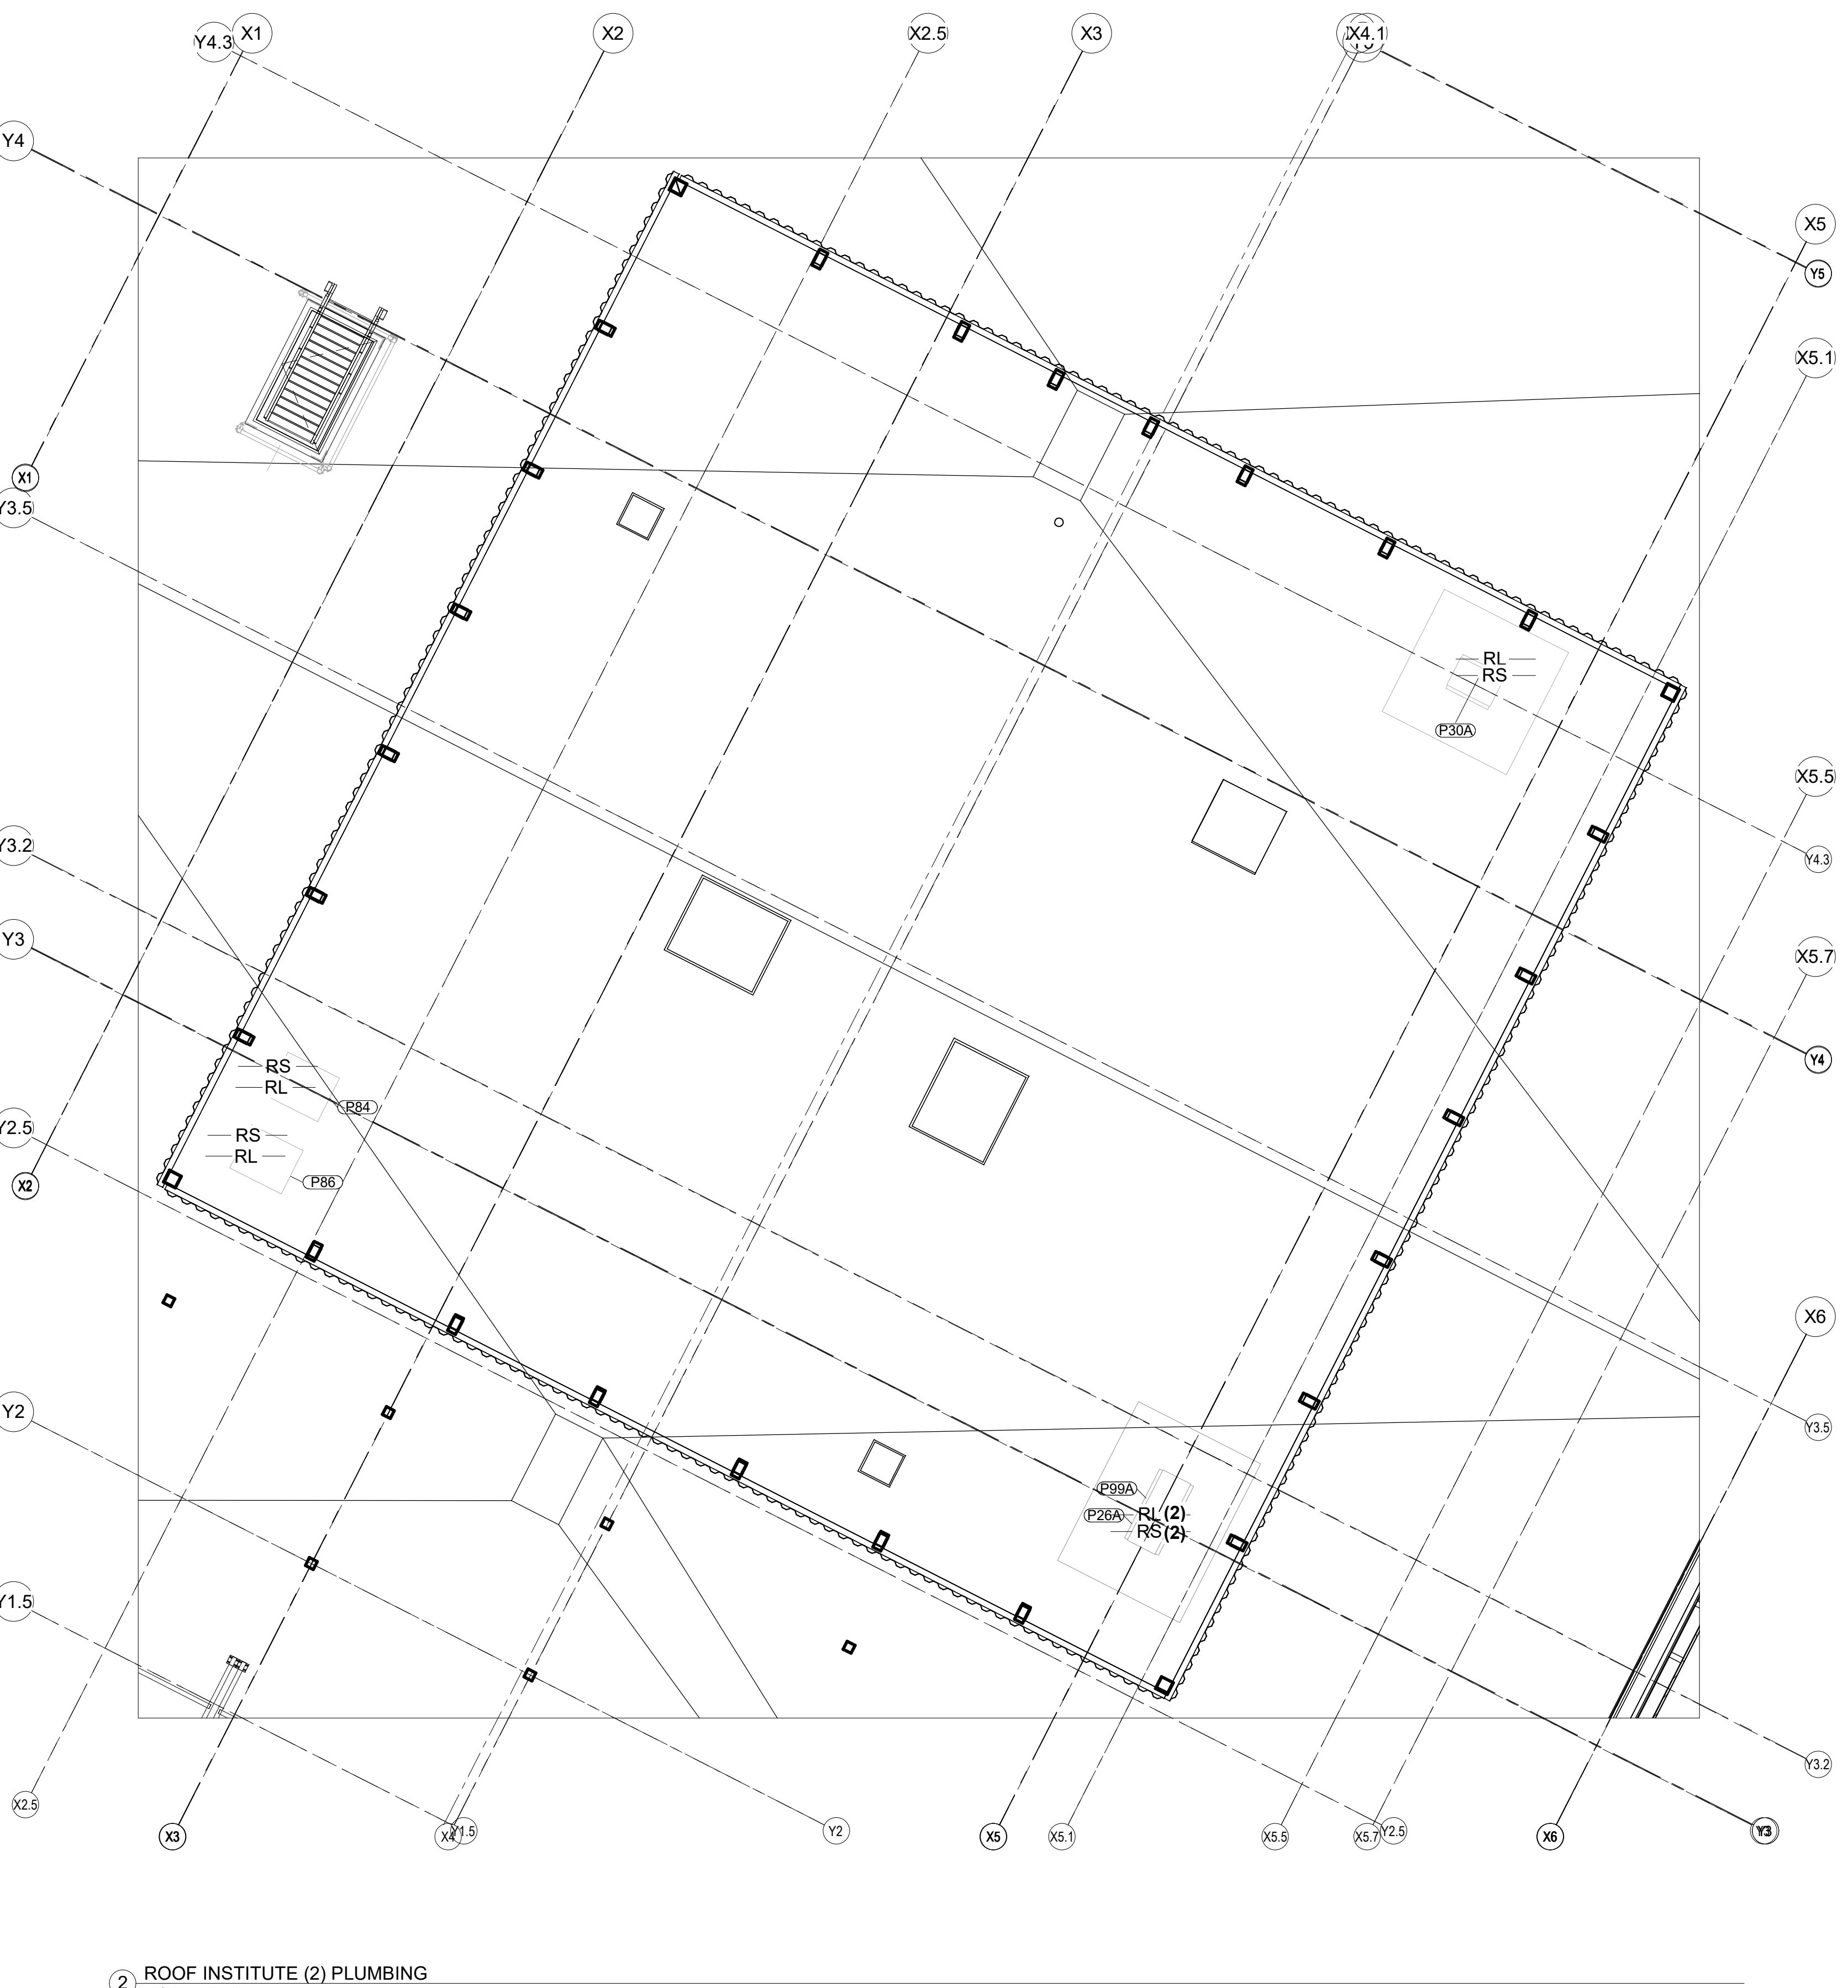 X1
X2
X2.5
X3
X4.1
Y4.3
Y4
X5
Y5
X5.1
X1
Y3.5
RL
RS
P30A
X5.5
Y3.2
Y4.3
Y3
X5.7
Y4
RS
RL
P84
Y2.5
RS
RL
P86
X2
X6
Y2
Y3.5
P99A
P26A
RL (2)
RS (2)
Y1.5
Y3.2
X2.5
X3
X4
Y1.5
Y2
X5
X5.1
X5.5
X5.7
Y2.5
X6
Y3
2
ROOF INSTITUTE (2) PLUMBING